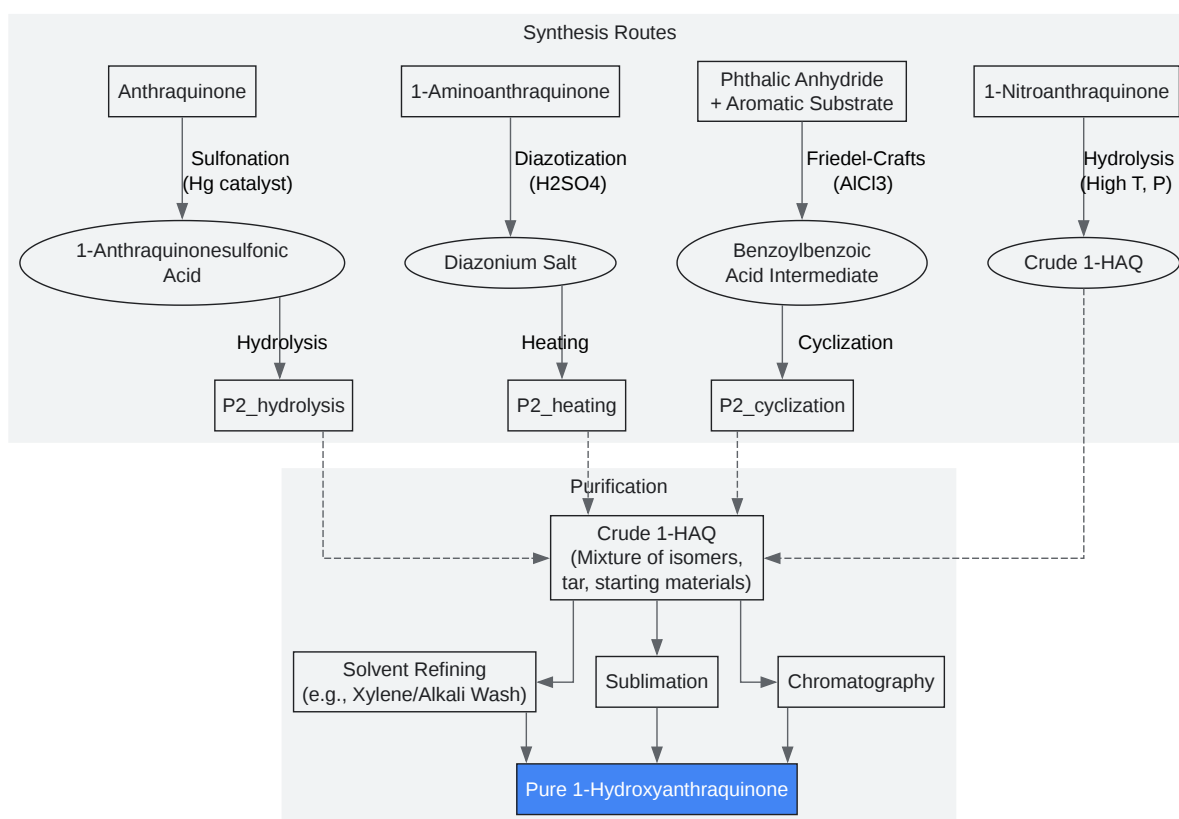 Synthesis Routes
Anthraquinone
1-Aminoanthraquinone
Phthalic Anhydride
+ Aromatic Substrate
1-Nitroanthraquinone
Sulfonation
(Hg catalyst)
Diazotization
(H2SO4)
Friedel-Crafts
(AlCl3)
Hydrolysis
(High T, P)
1-Anthraquinonesulfonic
Acid
Diazonium Salt
Benzoylbenzoic
Acid Intermediate
Crude 1-HAQ
Hydrolysis
Heating
Cyclization
P2_hydrolysis
P2_heating
P2_cyclization
Purification
Crude 1-HAQ
(Mixture of isomers,
tar, starting materials)
Solvent Refining
(e.g., Xylene/Alkali Wash)
Sublimation
Chromatography
Pure 1-Hydroxyanthraquinone